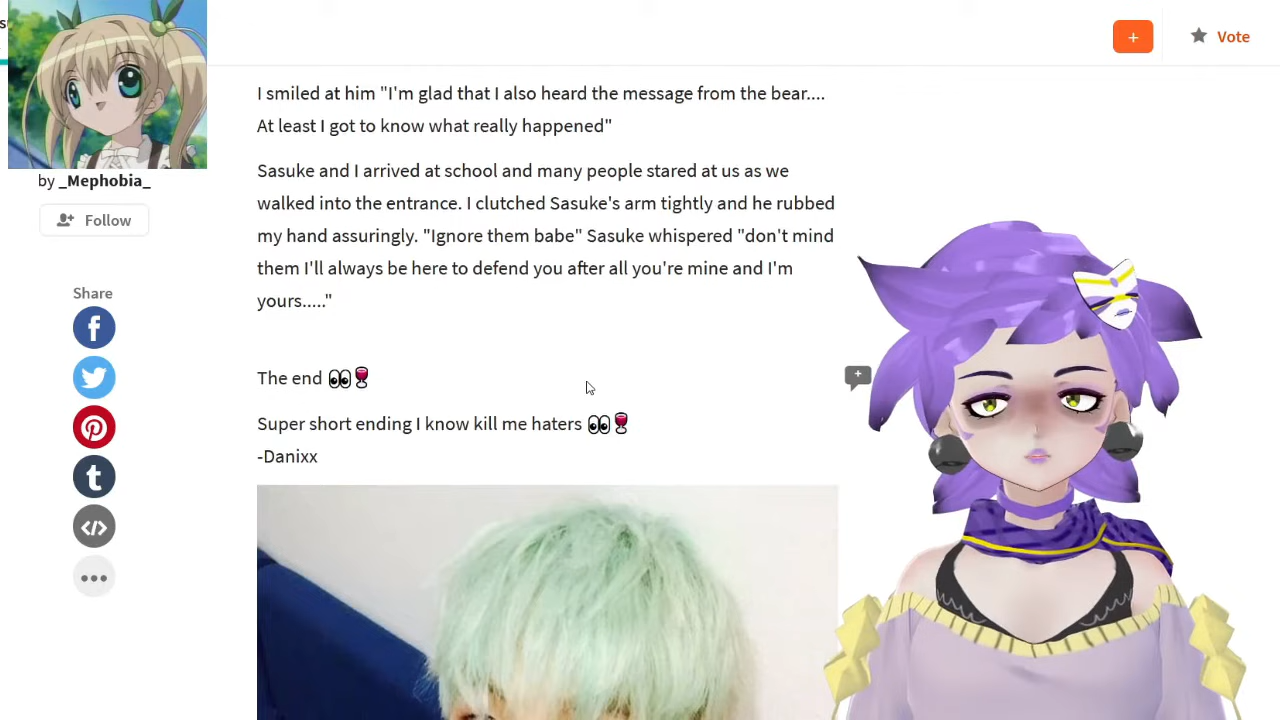 s
+
Vote
I smiled at him "I'm glad that I also heard the message from the bear....
At least I got to know what really happened"
by _Mephobia_
Follow
Sasuke and I arrived at school and many people stared at us as we
walked into the entrance. I clutched Sasuke's arm tightly and he rubbed
my hand assuringly. "Ignore them babe" Sasuke whispered "don't mind
them I'll always be here to defend you after all you're mine and I'm
yours....."
Share
The end 👀🍷
Super short ending I know kill me haters 👀🍷
-Danixx